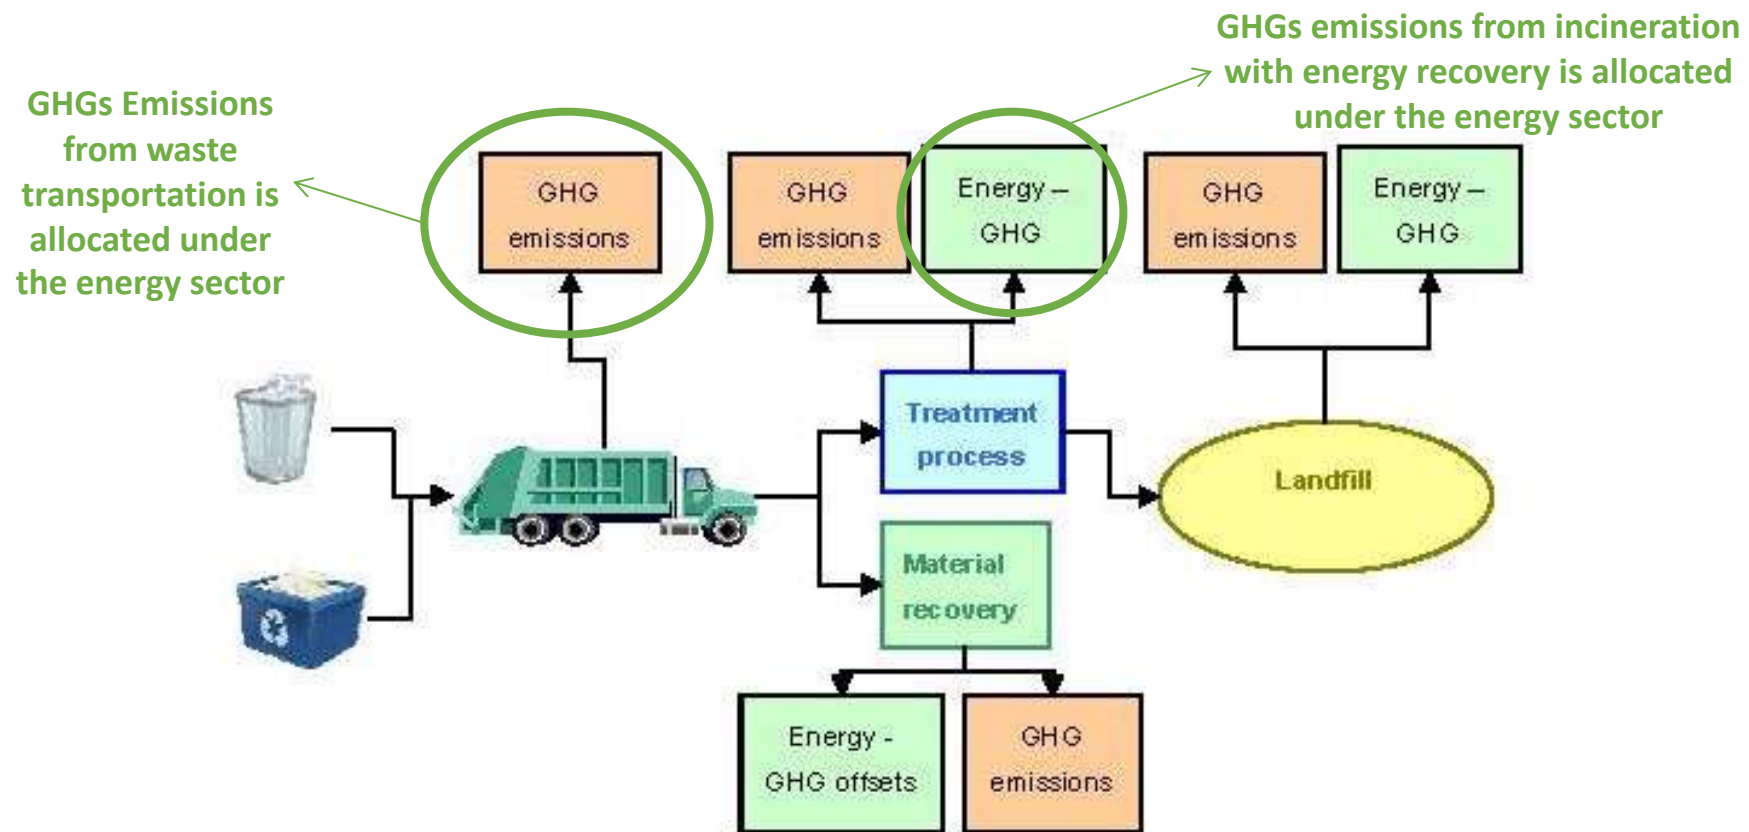 GHGs emissions from incineration
with energy recovery is allocated
under the energy sector
GHGs Emissions
from waste
transportation is
allocated under
the energy sector
GHG
emissions
GHG
emissions
Energy –
GHG
GHG
emissions
Energy –
GHG
Treatment
process
Landfill
Material
recovery
Energy -
GHG offsets
GHG
emissions